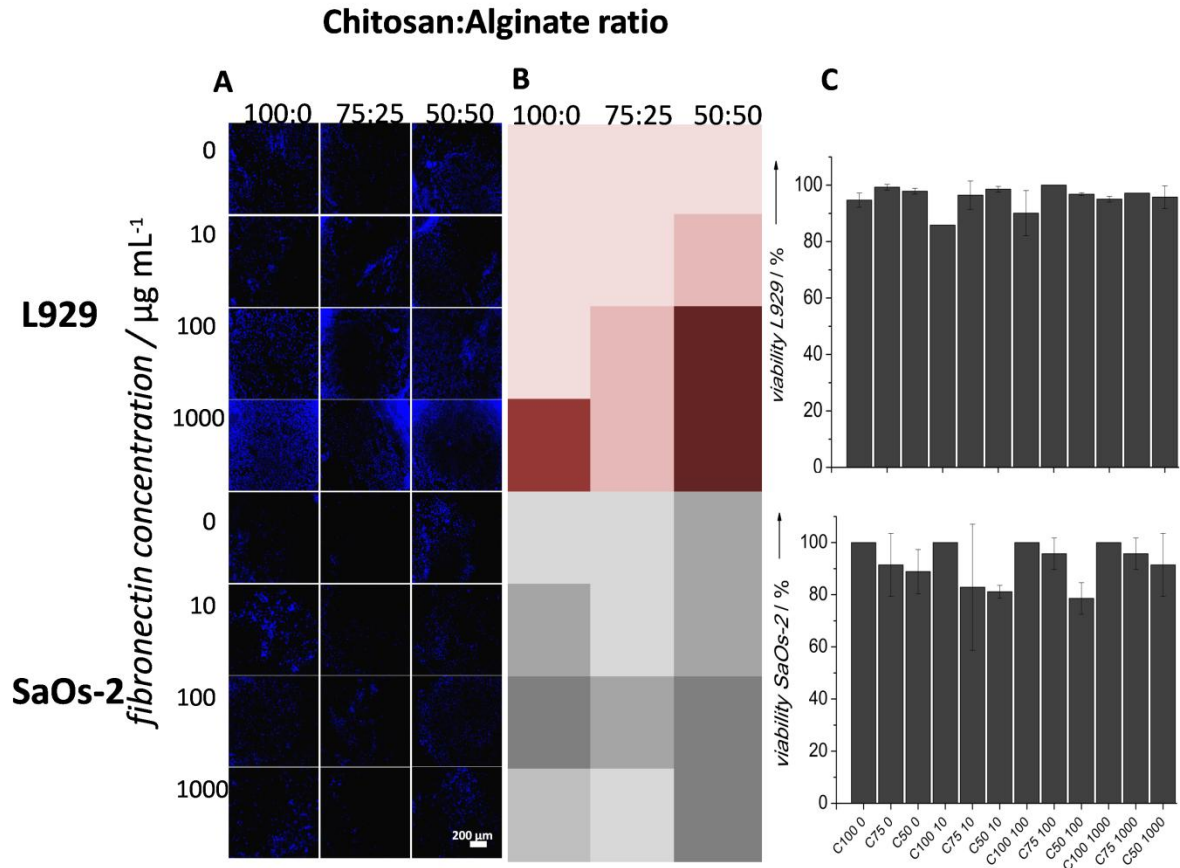 Chitosan:Alginate ratio
A
B
C
100:0 75:25 50:50
100:0 75:25 50:50
L929
SaOs-2
fibronectin concentration / µg mL-1
0
10
100
1000
0
10
100
1000
200 µm
viability L929 / %
100
80
60
40
20
0
viability SaOs-2 / %
100
80
60
40
20
0
C100 0
C75 0
C50 0
C100 10
C75 10
C50 10
C100 100
C75 100
C50 100
C100 1000
C75 1000
C50 1000